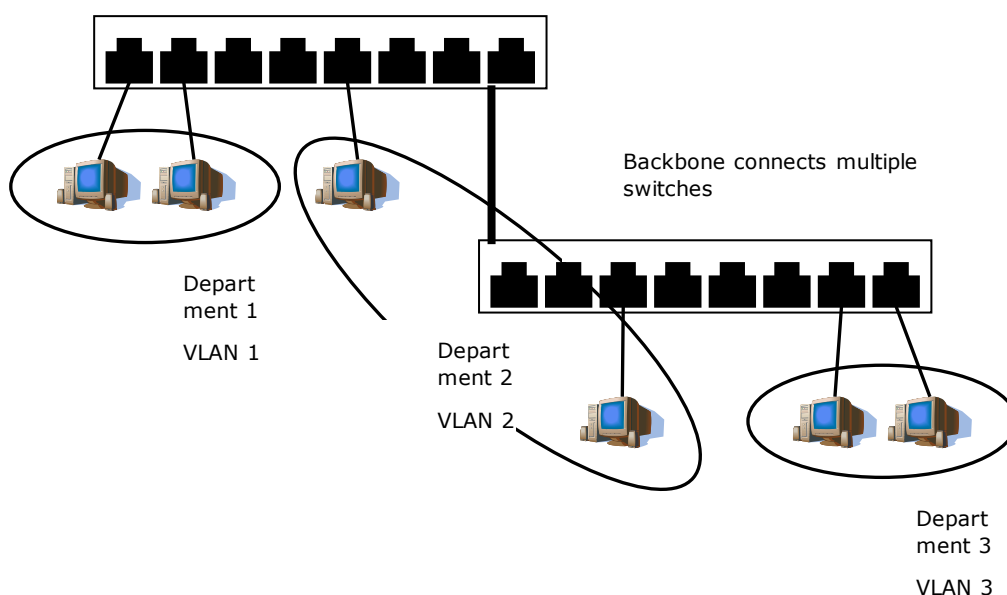 Backbone connects multiple
switches
Depart
ment 1
VLAN 1
Depart
ment 2
VLAN 2
Depart
ment 3
VLAN 3